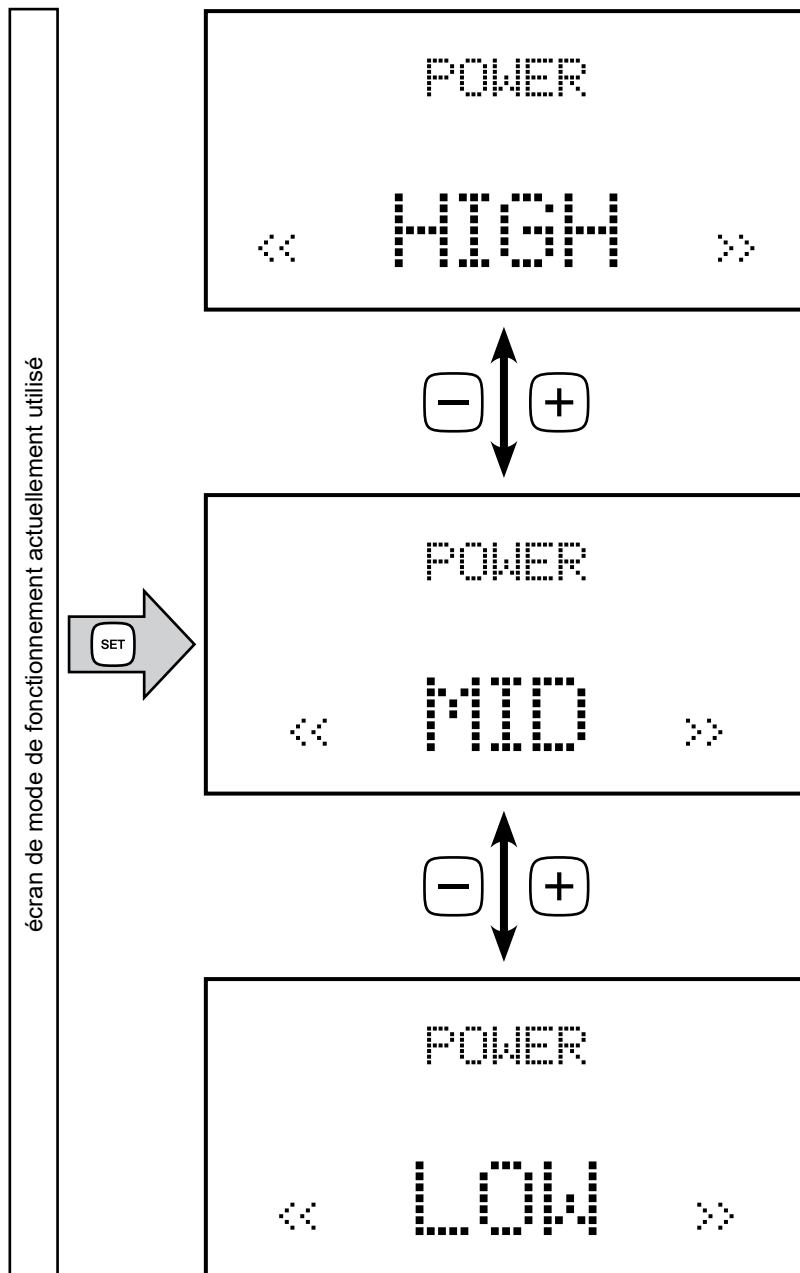 écran de mode de fonctionnement actuellement utilisé
POWER
<< HIGH >>
− +
SET
POWER
<< MID >>
− +
POWER
<< LOW >>